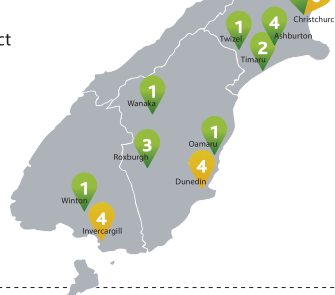 ct
Christchurc
1
Twizel
4
Ashburton
2
Timaru
1
Wanaka
1
Oamaru
3
Roxburgh
4
Dunedin
1
Winton
4
Invercargill